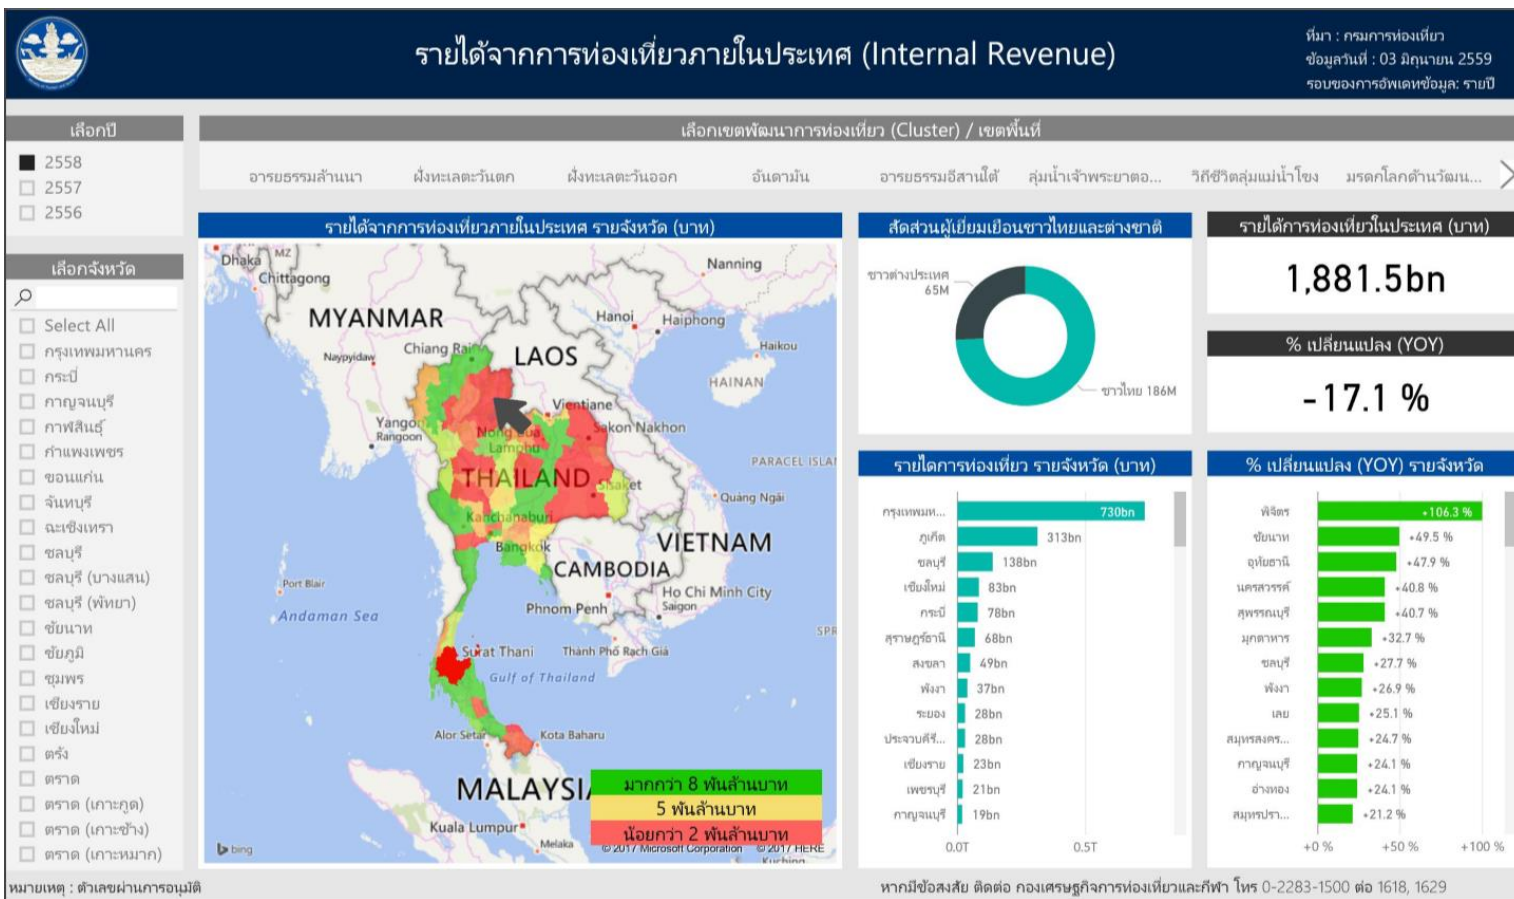 รายได้จากการท่องเที่ยวภายในประเทศ (Internal Revenue)
ที่มา : กรมการท่องเที่ยว
ข้อมูลวันที่ : 03 มิถุนายน 2559
รอบของการอัพเดทข้อมูล: รายปี
เลือกปี
2558
2557
2556
เลือกเขตพัฒนาการท่องเที่ยว (Cluster) / เขตพื้นที่
อารยธรรมล้านนา
ฝั่งทะเลตะวันตก
ฝั่งทะเลตะวันออก
อันดามัน
อารยธรรมอีสานใต้
ลุ่มน้ำเจ้าพระยาตอ...
วิถีชีวิตลุ่มแม่น้ำโขง
มรดกโลกด้านวัฒน...
เลือกจังหวัด
Select All
กรุงเทพมหานคร
กระบี่
กาญจนบุรี
กาฬสินธุ์
กำแพงเพชร
ขอนแก่น
จันทบุรี
ฉะเชิงเทรา
ชลบุรี
ชลบุรี (บางแสน)
ชลบุรี (พัทยา)
ชัยนาท
ชัยภูมิ
ชุมพร
เชียงราย
เชียงใหม่
ตรัง
ตราด
ตราด (เกาะกูด)
ตราด (เกาะช้าง)
ตราด (เกาะหมาก)
รายได้จากการท่องเที่ยวภายในประเทศ รายจังหวัด (บาท)
Dhaka
MZ
Chittagong
Nanning
MYANMAR
Hanoi
Haiphong
Naypyidaw
Chiang Rai
LAOS
Haikou
HAINAN
Vientiane
Yangon
Rangoon
Nong Bua
Lamphu
Sakon Nakhon
PARACEL ISLA
THAILAND
Sisaket
Quảng Ngãi
Kanchanaburi
Bangkok
VIETNAM
CAMBODIA
Port Blair
Ho Chi Minh City
Saigon
Andaman Sea
Phnom Penh
SPR
Surat Thani
Thành Phố Rạch Giá
Gulf of Thailand
Alor Setar
Kota Baharu
MALAYSI
มากกว่า 8 พันล้านบาท
5 พันล้านบาท
น้อยกว่า 2 พันล้านบาท
Kuala Lumpur
Melaka
bing
© 2017 Microsoft Corporation
© 2017 HERE
Kuching
สัดส่วนผู้เยี่ยมเยือนชาวไทยและต่างชาติ
ชาวต่างประเทศ
65M
ชาวไทย 186M
รายได้การท่องเที่ยวในประเทศ (บาท)
1,881.5bn
% เปลี่ยนแปลง (YOY)
-17.1 %
รายได้การท่องเที่ยว รายจังหวัด (บาท)
กรุงเทพมห... 730bn
ภูเก็ต 313bn
ชลบุรี 138bn
เชียงใหม่ 83bn
กระบี่ 78bn
สุราษฎร์ธานี 68bn
สงขลา 49bn
พังงา 37bn
ระยอง 28bn
ประจวบคีรี... 28bn
เชียงราย 23bn
เพชรบุรี 21bn
กาญจนบุรี 19bn
0.0T 0.5T
% เปลี่ยนแปลง (YOY) รายจังหวัด
พิจิตร +106.3 %
ชัยนาท +49.5 %
อุทัยธานี +47.9 %
นครสวรรค์ +40.8 %
สุพรรณบุรี +40.7 %
มุกดาหาร +32.7 %
ชลบุรี +27.7 %
พังงา +26.9 %
เลย +25.1 %
สมุทรสงคร... +24.7 %
กาญจนบุรี +24.1 %
อ่างทอง +24.1 %
สมุทรปรา... +21.2 %
+0 % +50 % +100 %
หมายเหตุ : ตัวเลขผ่านการอนุมัติ
หากมีข้อสงสัย ติดต่อ กองเศรษฐกิจการท่องเที่ยวและกีฬา โทร 0-2283-1500 ต่อ 1618, 1629